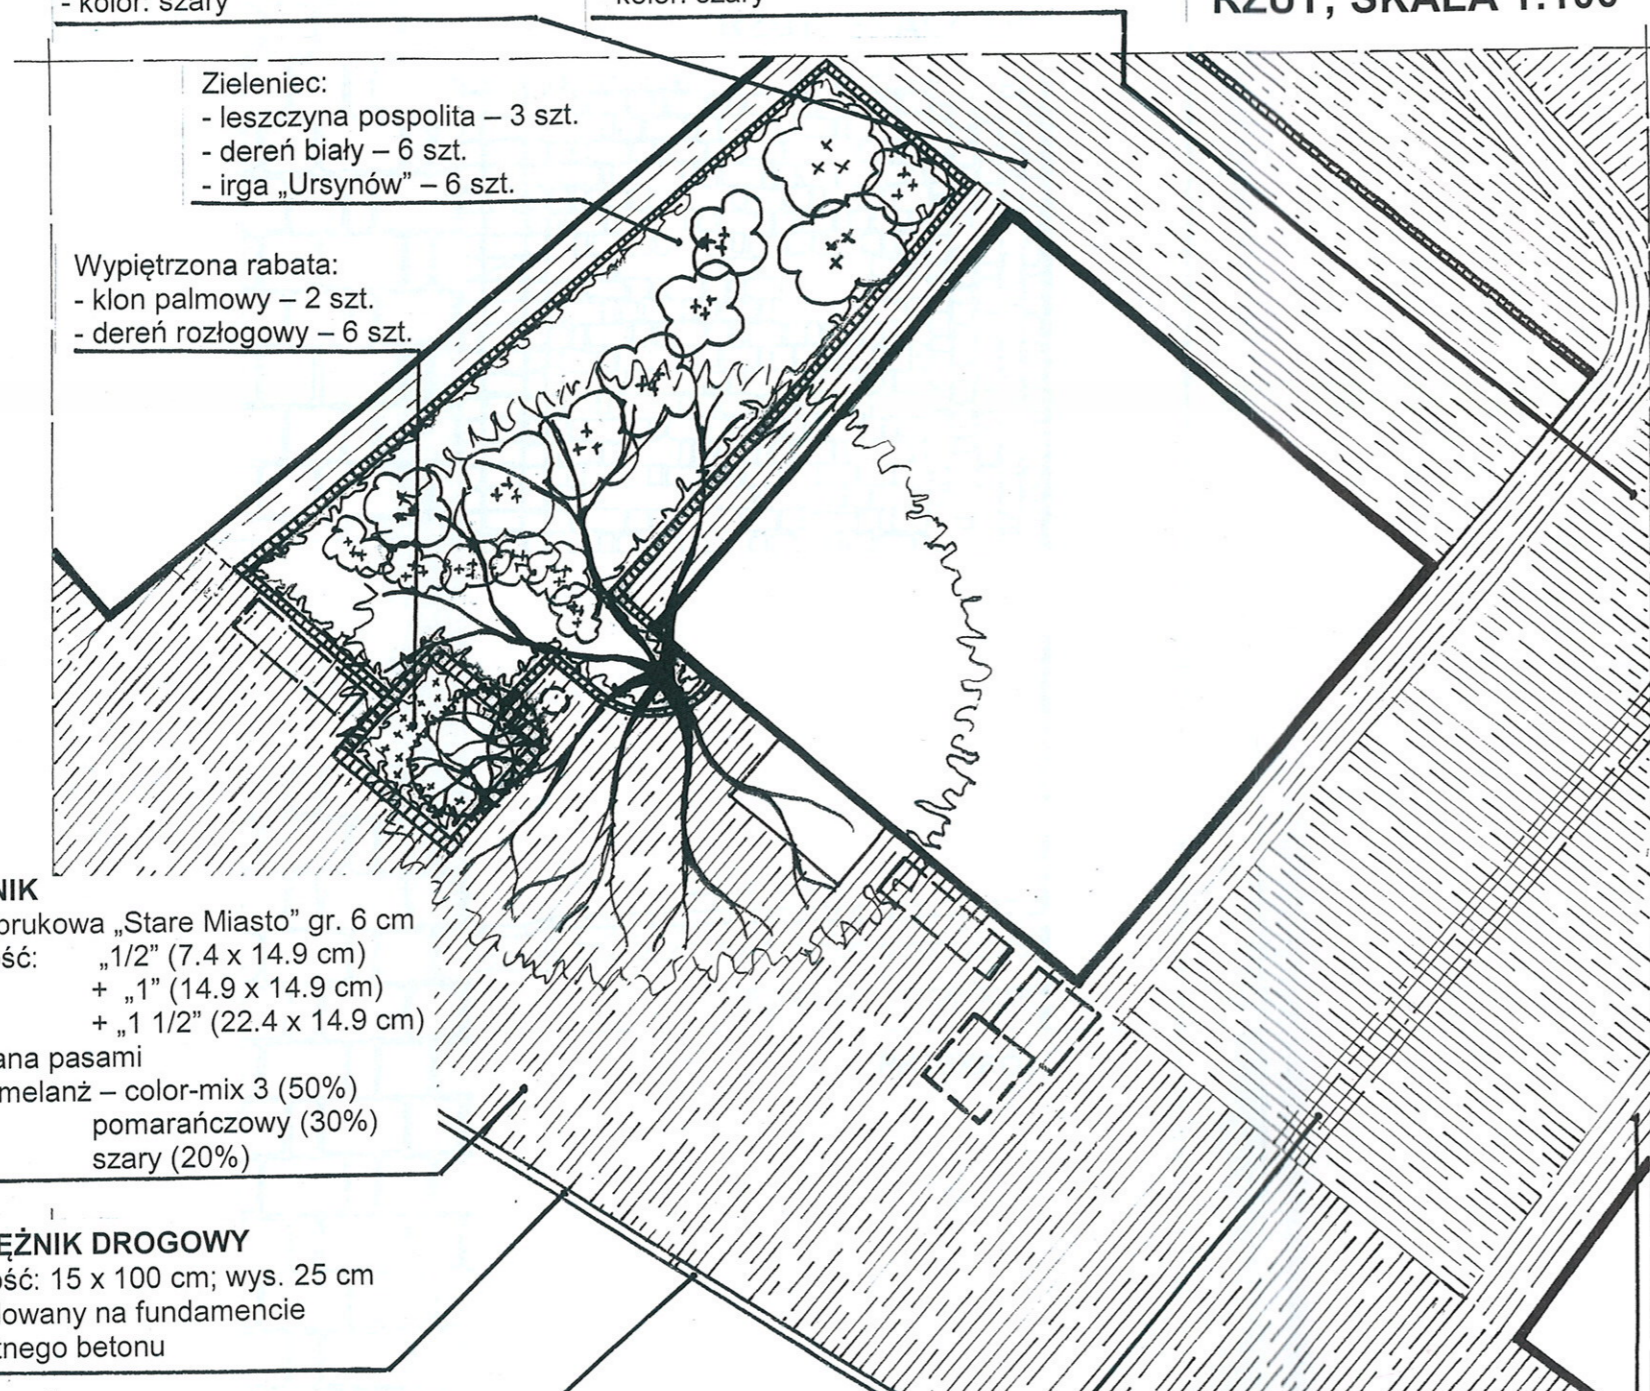 - kolor: szary
kolor: szary
RZUT, SKALA 1:100
Zieleniec:
- leszczyna pospolita – 3 szt.
- dereń biały – 6 szt.
- irga „Ursynów” – 6 szt.
Wypiętrzona rabata:
- klon palmowy – 2 szt.
- dereń rozłogowy – 6 szt.
NIK
brukowa „Stare Miasto” gr. 6 cm
ść: „1/2” (7.4 x 14.9 cm)
+ „1” (14.9 x 14.9 cm)
+ „1 1/2” (22.4 x 14.9 cm)
ana pasami
melanż – color-mix 3 (50%)
pomarańczowy (30%)
szary (20%)
ĘŻNIK DROGOWY
ość: 15 x 100 cm; wys. 25 cm
lowany na fundamencie
tnego betonu